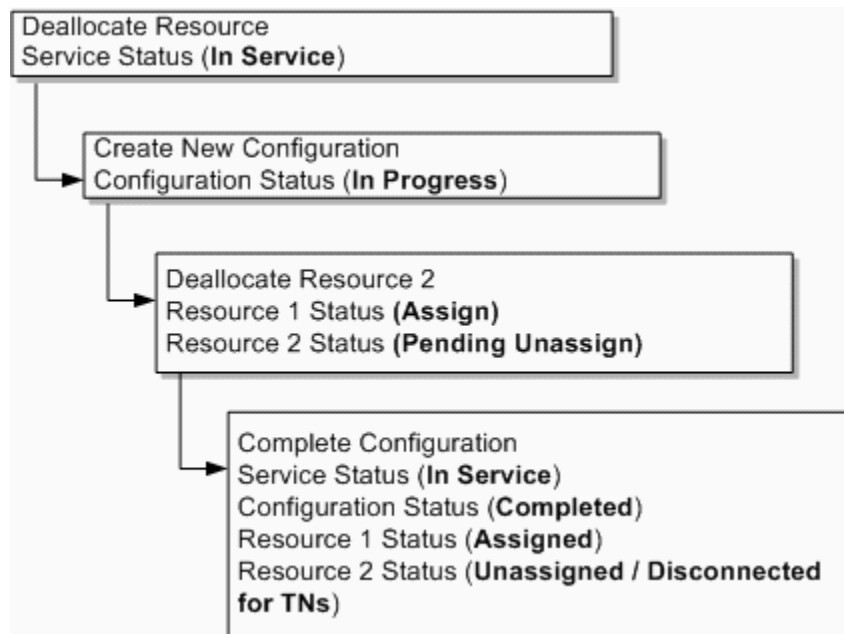 Deallocate Resource
Service Status (In Service)
Create New Configuration
Configuration Status (In Progress)
Deallocate Resource 2
Resource 1 Status (Assign)
Resource 2 Status (Pending Unassign)
Complete Configuration
Service Status (In Service)
Configuration Status (Completed)
Resource 1 Status (Assigned)
Resource 2 Status (Unassigned / Disconnected
for TNs)